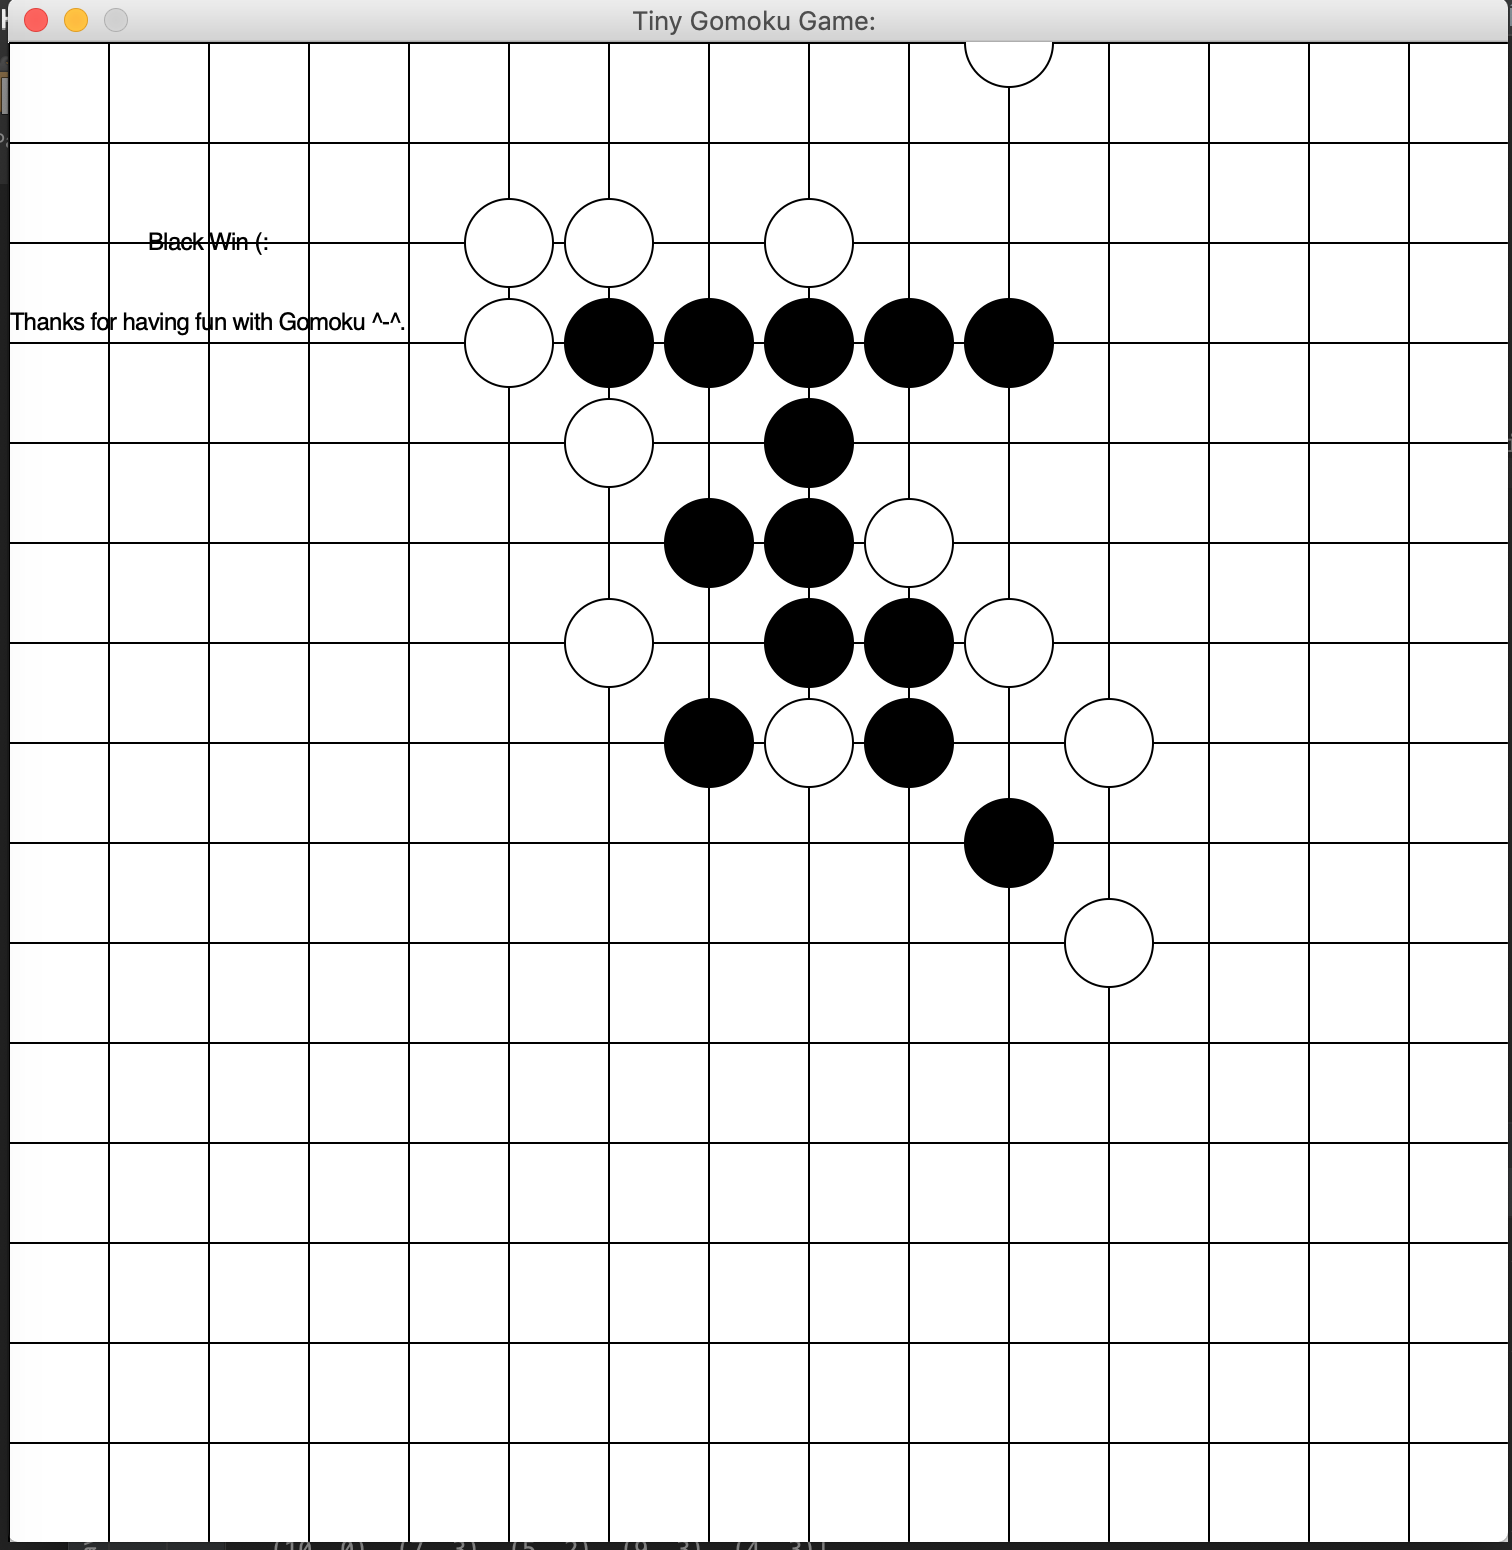 Tiny Gomoku Game:
Black Win (:
Thanks for having fun with Gomoku ^-^.